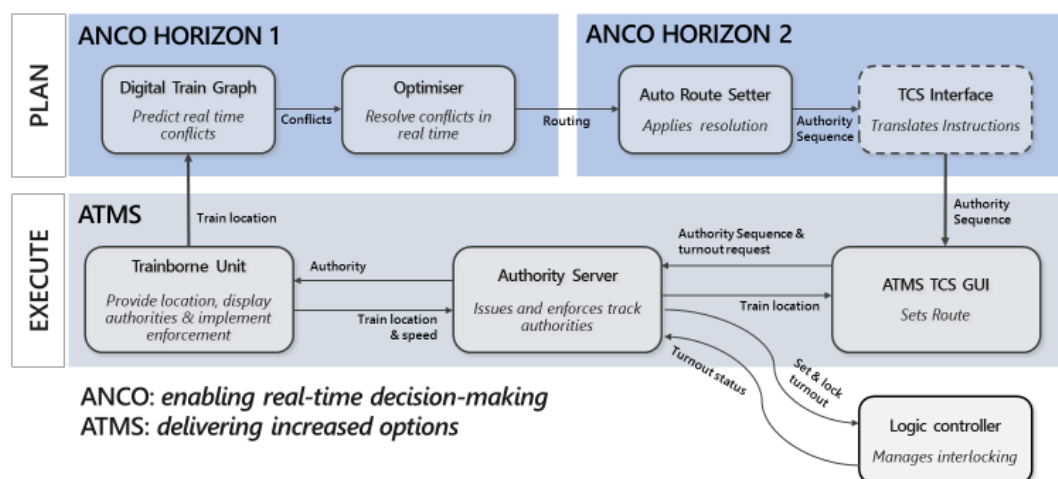 PLAN
ANCO HORIZON 1
Digital Train Graph
Predict real time
conflicts
Conflicts
Optimiser
Resolve conflicts in
real time
Routing
ANCO HORIZON 2
Auto Route Setter
Applies resolution
Authority
Sequence
TCS Interface
Translates Instructions
Train location
Authority
Sequence
EXECUTE
ATMS
Trainborne Unit
Provide location, display
authorities & implement
enforcement
Authority
Train location
& speed
Authority Server
Issues and enforces track
authorities
Authority Sequence &
turnout request
Train location
ATMS TCS GUI
Sets Route
Turnout status
Set & lock
turnout
Logic controller
Manages interlocking
ANCO: enabling real-time decision-making
ATMS: delivering increased options